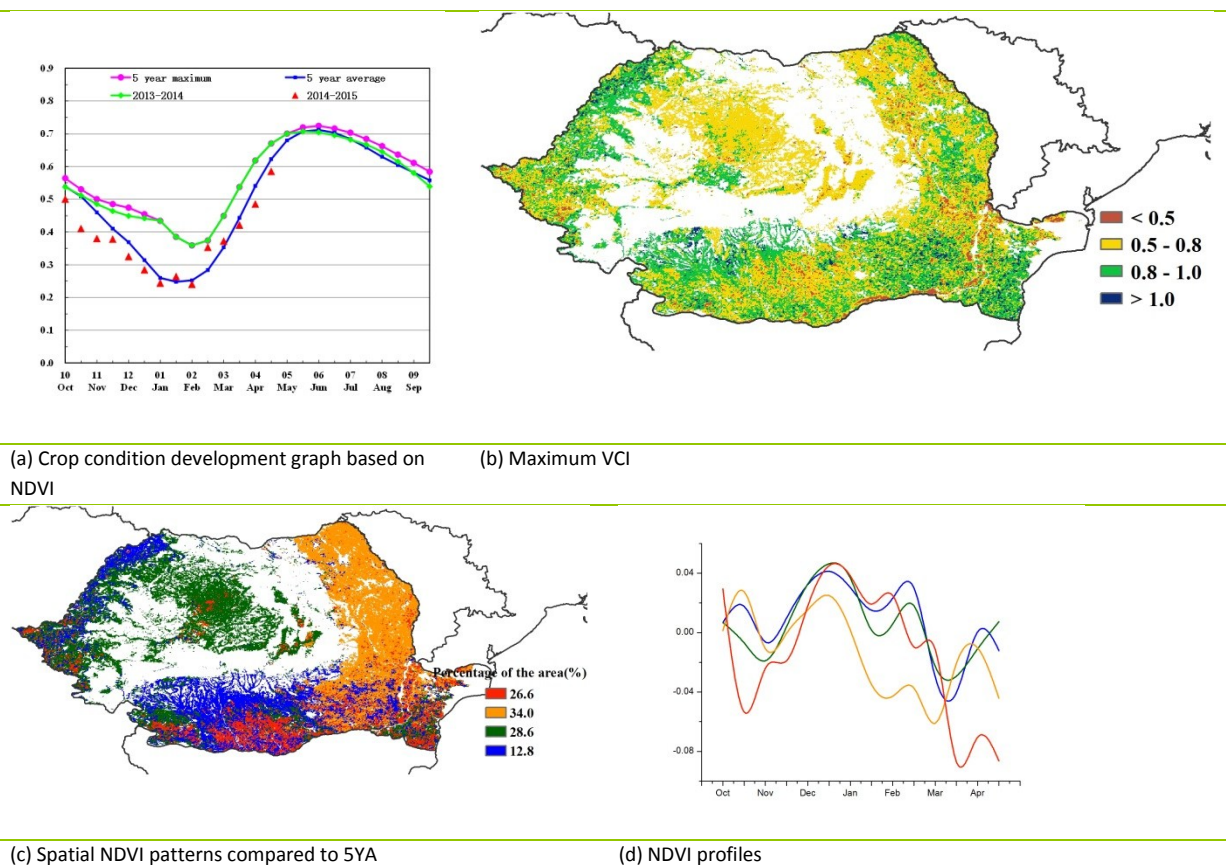 5 year maximum
5 year average
2013-2014
2014-2015
0.9
0.8
0.7
0.6
0.5
0.4
0.3
0.2
0.1
0.0
10 11 12 01 02 03 04 05 06 07 08 09
Oct Nov Dec Jan Feb Mar Apr May Jun Jul Aug Sep
< 0.5
0.5 - 0.8
0.8 - 1.0
> 1.0
(a) Crop condition development graph based on
NDVI
(b) Maximum VCI
Percentage of the area(%)
26.6
34.0
28.6
12.8
0.04
0.00
-0.04
-0.08
Oct Nov Dec Jan Feb Mar Apr
(c) Spatial NDVI patterns compared to 5YA
(d) NDVI profiles